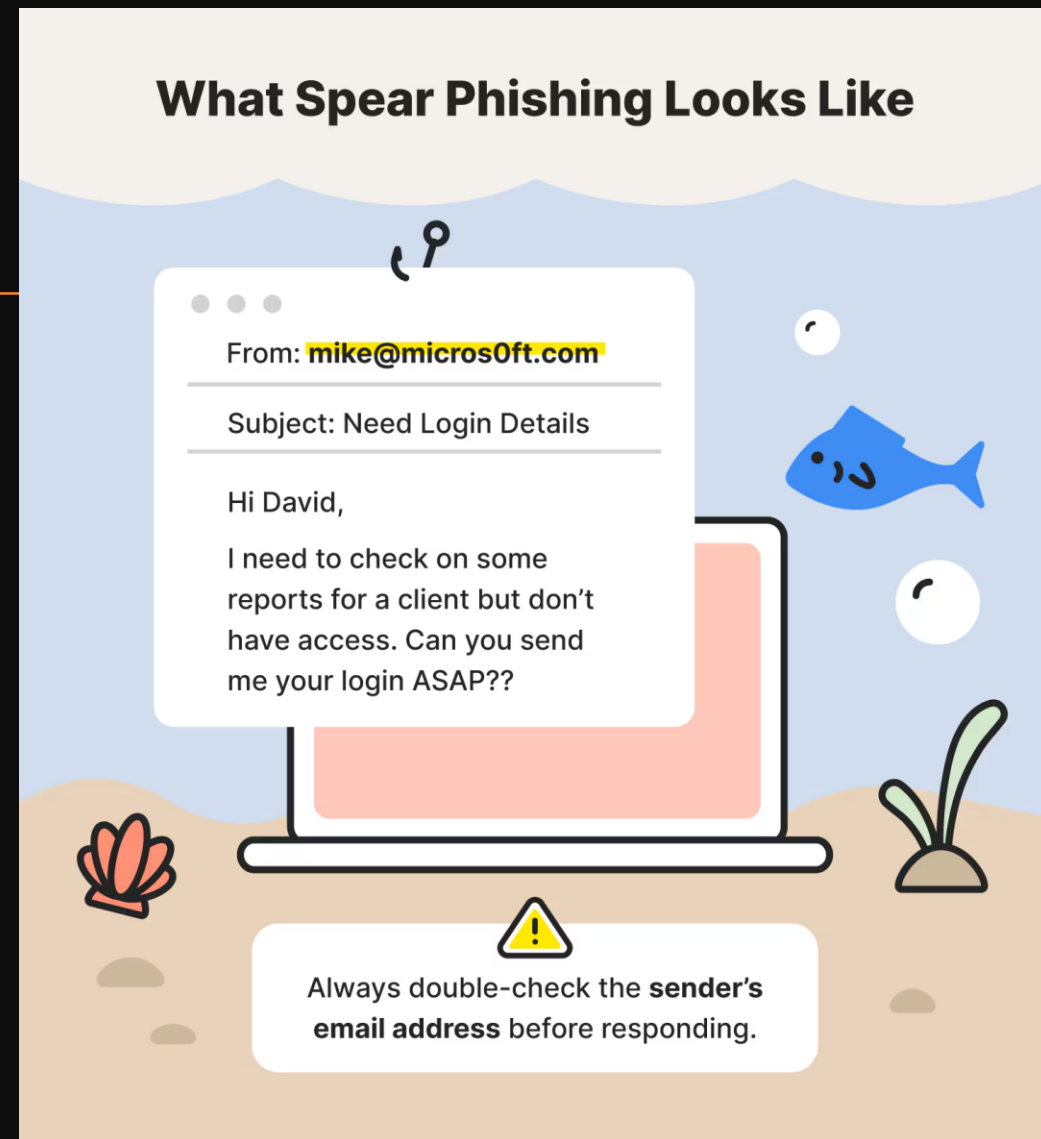 What Spear Phishing Looks Like
From: mike@micros0ft.com
Subject: Need Login Details
Hi David,
I need to check on some
reports for a client but don’t
have access. Can you send
me your login ASAP??
Always double-check the sender’s
email address before responding.